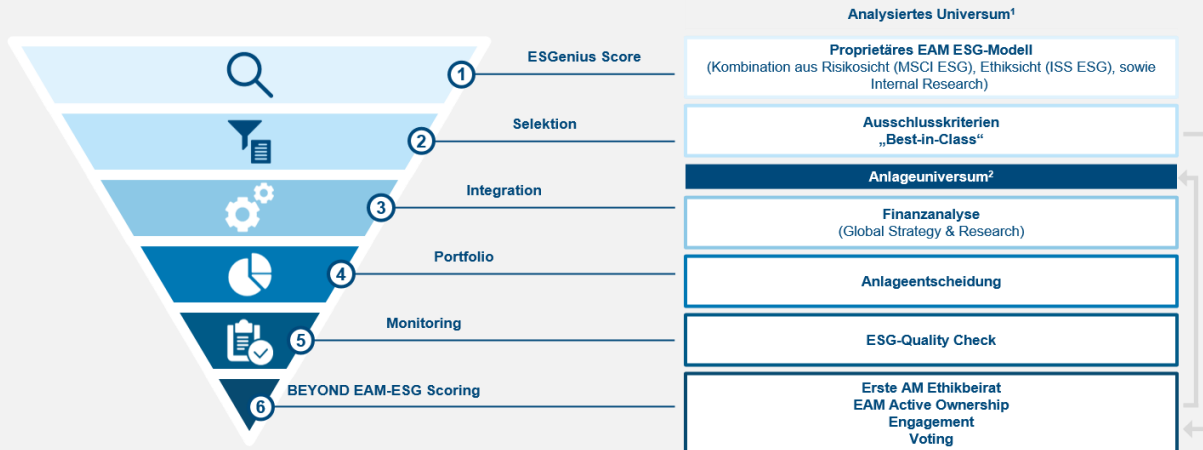 Analysiertes Universum¹
1
ESGenius Score
Proprietäres EAM ESG-Modell
(Kombination aus Risikosicht (MSCI ESG), Ethiksicht (ISS ESG), sowie
Internal Research)
2
Selektion
Ausschlusskriterien
„Best-in-Class“
Anlageuniversum²
3
Integration
Finanzanalyse
(Global Strategy & Research)
4
Portfolio
Anlageentscheidung
5
Monitoring
ESG-Quality Check
6
BEYOND EAM-ESG Scoring
Erste AM Ethikbeirat
EAM Active Ownership
Engagement
Voting